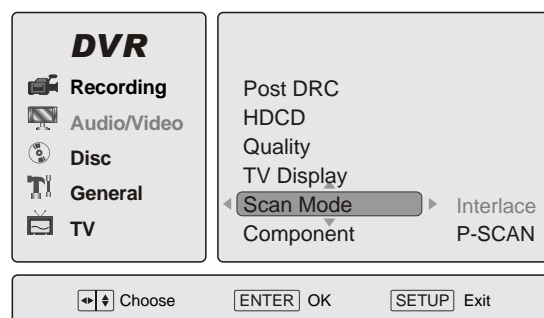 DVR
Recording
Audio/Video
Disc
General
TV
Post DRC
HDCD
Quality
TV Display
Scan Mode
Component
Interlace
P-SCAN
Choose
ENTER OK
SETUP Exit